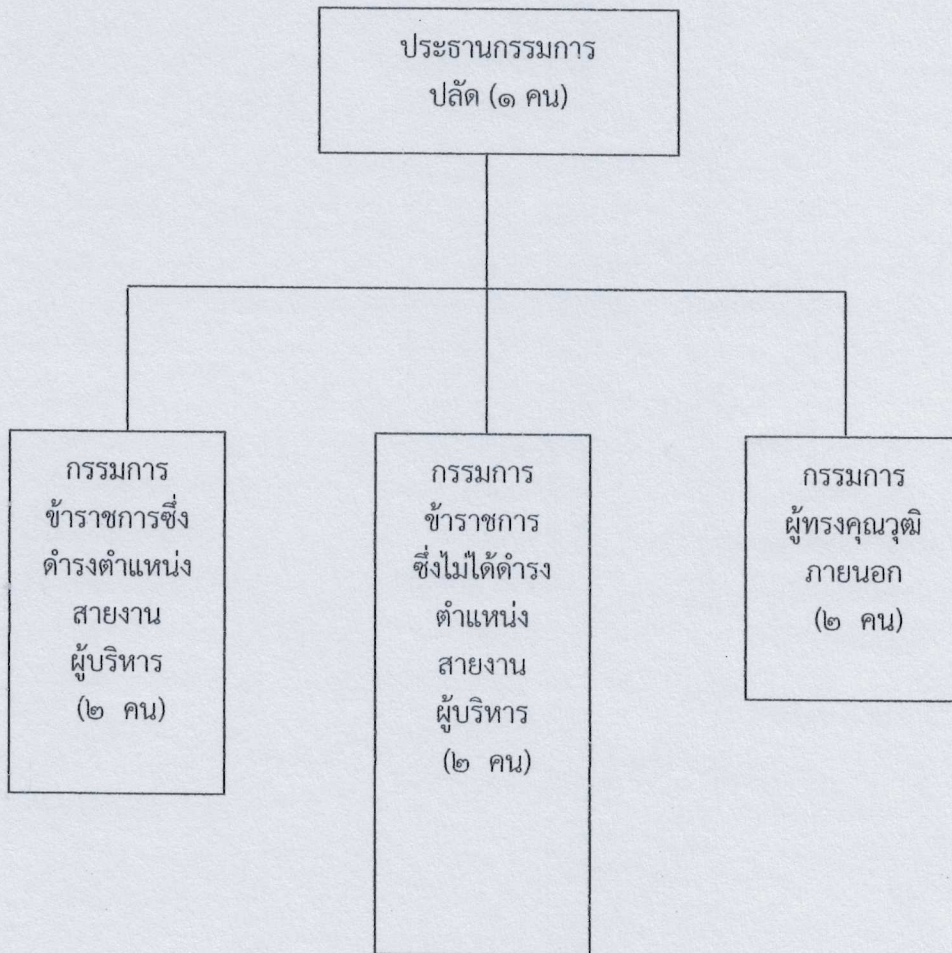 ประธานกรรมการ
ปลัด (๑ คน)
กรรมการ
ข้าราชการซึ่ง
ดำรงตำแหน่ง
สายงาน
ผู้บริหาร
(๒ คน)
กรรมการ
ข้าราชการ
ซึ่งไม่ได้ดำรง
ตำแหน่ง
สายงาน
ผู้บริหาร
(๒ คน)
กรรมการ
ผู้ทรงคุณวุฒิ
ภายนอก
(๒ คน)